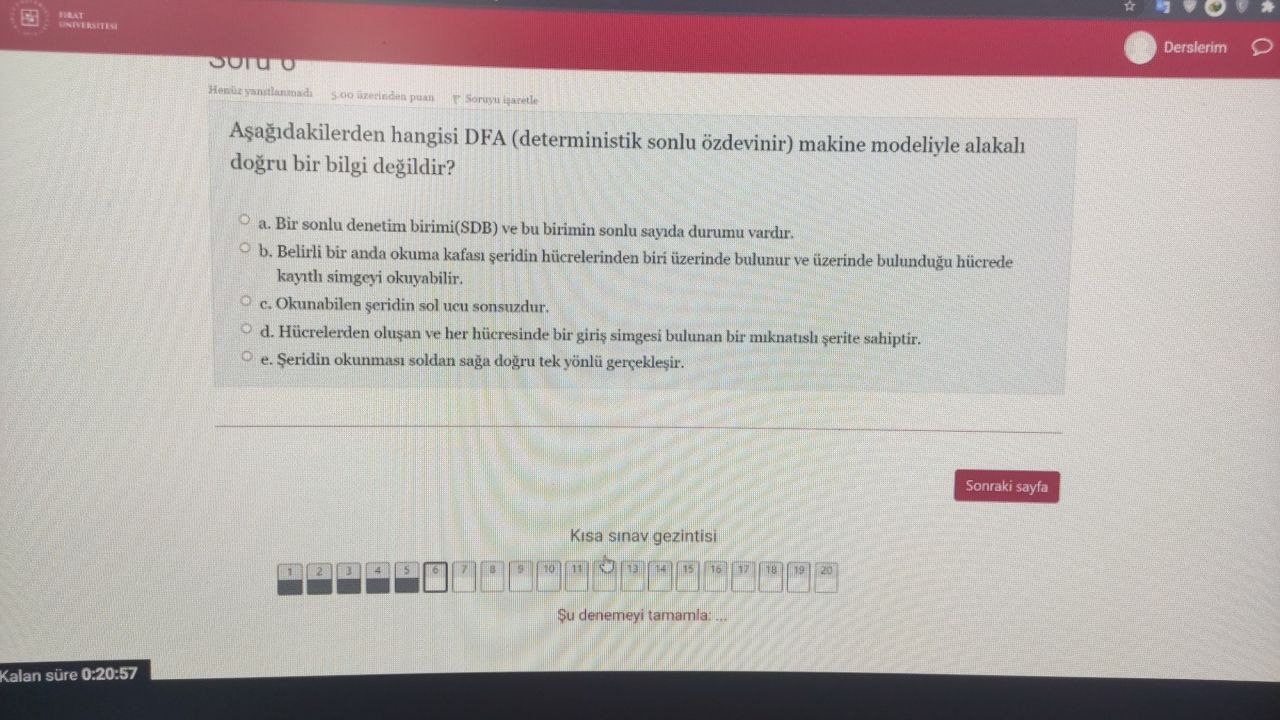 FIRAT
ÜNİVERSİTESİ
Derslerim
Soru 6
Henüz yanıtlanmadı 5.00 üzerinden puan Soruyu işaretle
Aşağıdakilerden hangisi DFA (deterministik sonlu özdevinir) makine modeliyle alakalı
doğru bir bilgi değildir?
a. Bir sonlu denetim birimi(SDB) ve bu birimin sonlu sayıda durumu vardır.
b. Belirli bir anda okuma kafası şeridin hücrelerinden biri üzerinde bulunur ve üzerinde bulunduğu hücrede
kayıtlı simgeyi okuyabilir.
c. Okunabilen şeridin sol ucu sonsuzdur.
d. Hücrelerden oluşan ve her hücresinde bir giriş simgesi bulunan bir mıknatıslı şerite sahiptir.
e. Şeridin okunması soldan sağa doğru tek yönlü gerçekleşir.
Sonraki sayfa
Kısa sınav gezintisi
1 2 3 4 5 6 7 8 9 10 11 13 14 15 16 17 18 19 20
Şu denemeyi tamamla: ...
Kalan süre 0:20:57